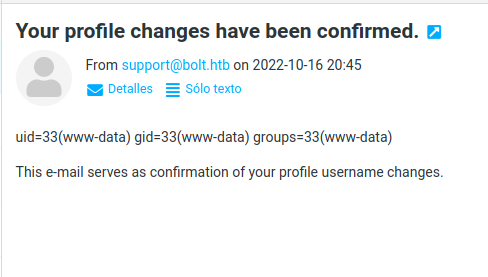 Your profile changes have been confirmed.
From support@bolt.htb on 2022-10-16 20:45
Detalles Sólo texto
uid=33(www-data) gid=33(www-data) groups=33(www-data)
This e-mail serves as confirmation of your profile username changes.